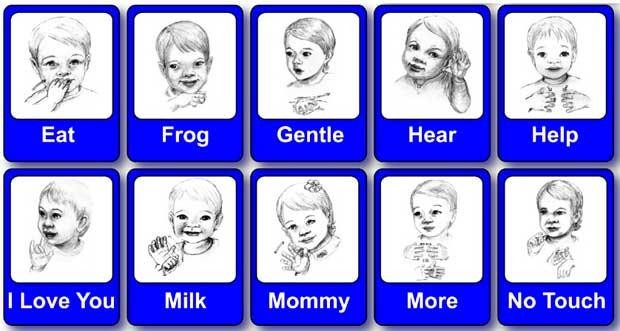 Eat
Frog
Gentle
Hear
Help
I Love You
Milk
Mommy
More
No Touch